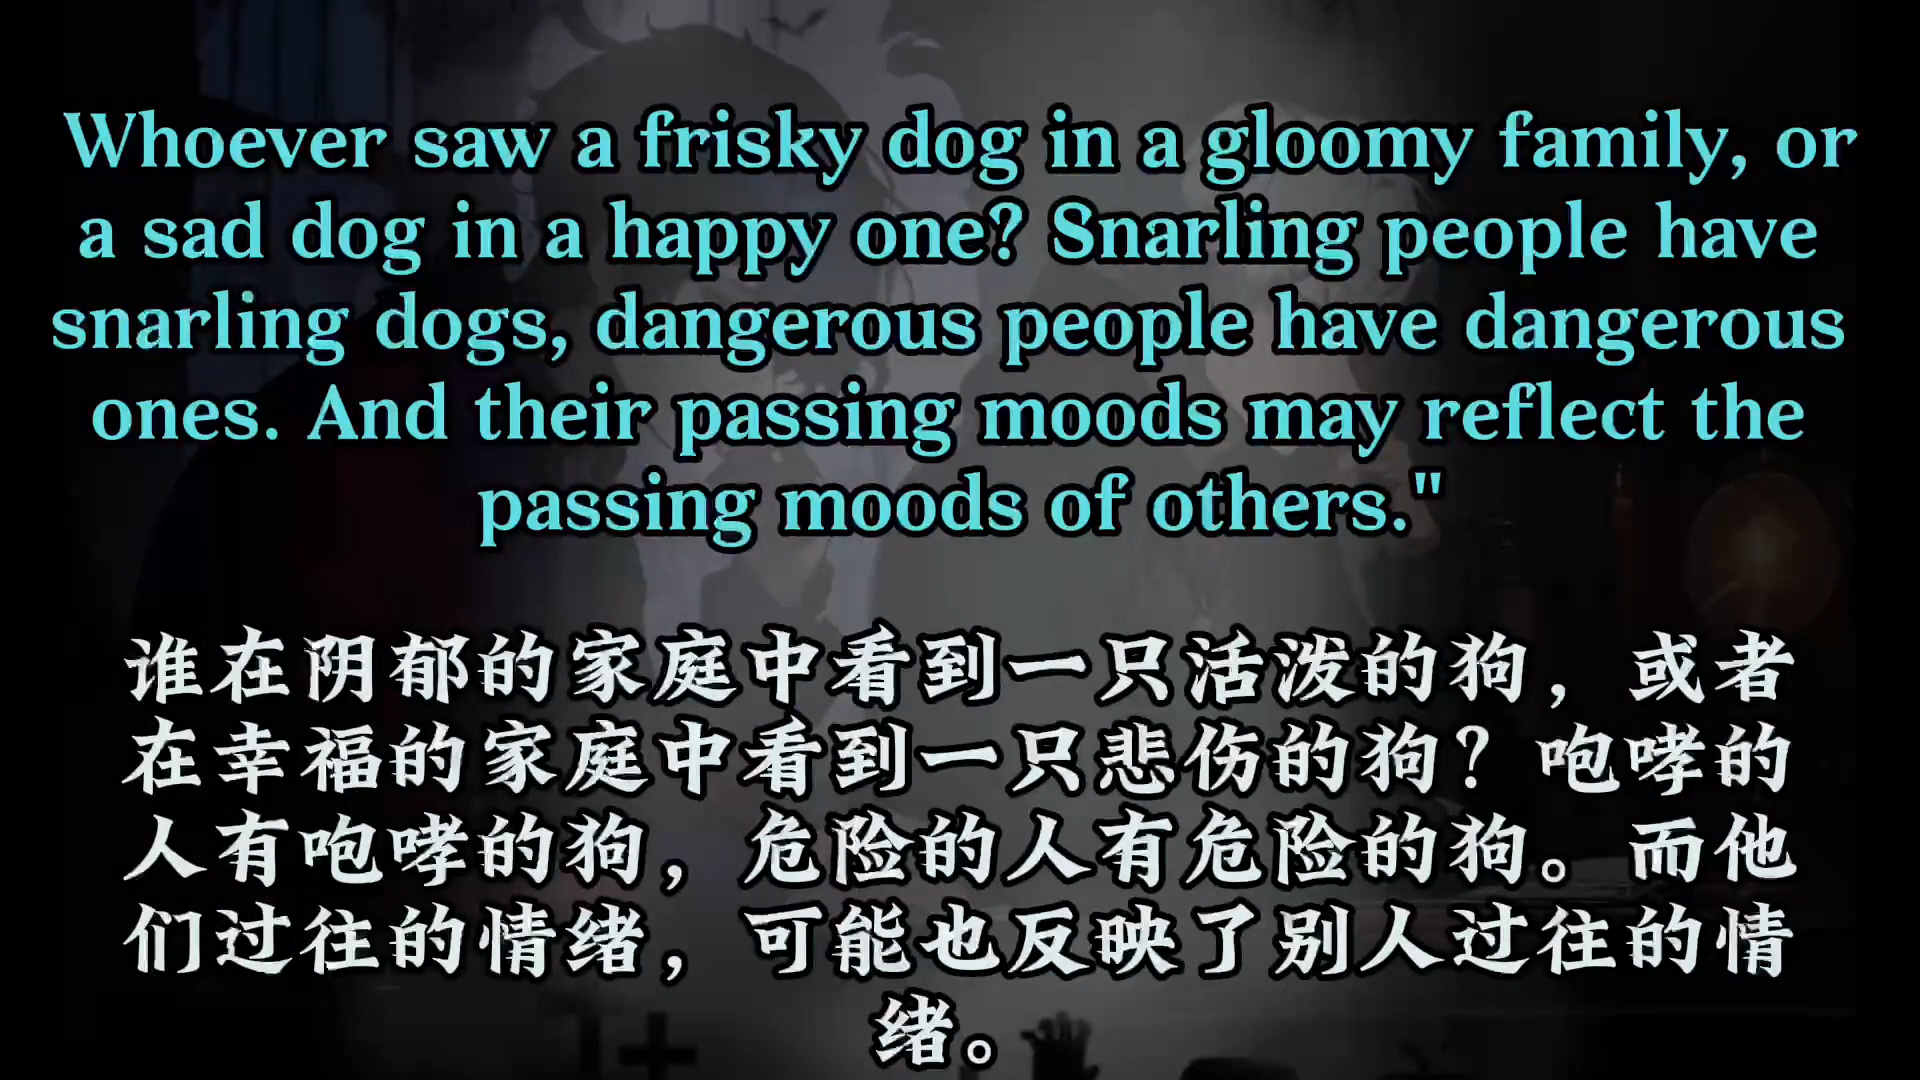 Whoever saw a frisky dog in a gloomy family, or
a sad dog in a happy one? Snarling people have
snarling dogs, dangerous people have dangerous
ones. And their passing moods may reflect the
passing moods of others."
谁在阴郁的家庭中看到一只活泼的狗，或者
在幸福的家庭中看到一只悲伤的狗？咆哮的
人有咆哮的狗，危险的人有危险的狗。而他
们过往的情绪，可能也反映了别人过往的情
绪。